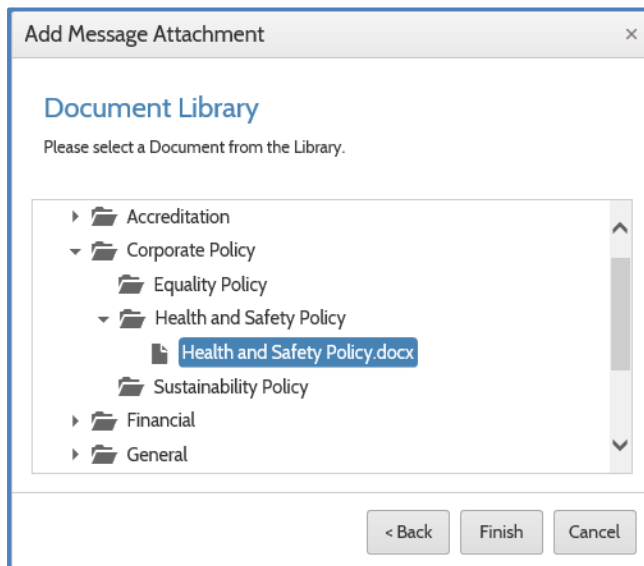 Add Message Attachment ×
Document Library
Please select a Document from the Library.
Accreditation
Corporate Policy
Equality Policy
Health and Safety Policy
Health and Safety Policy.docx
Sustainability Policy
Financial
General
< Back Finish Cancel